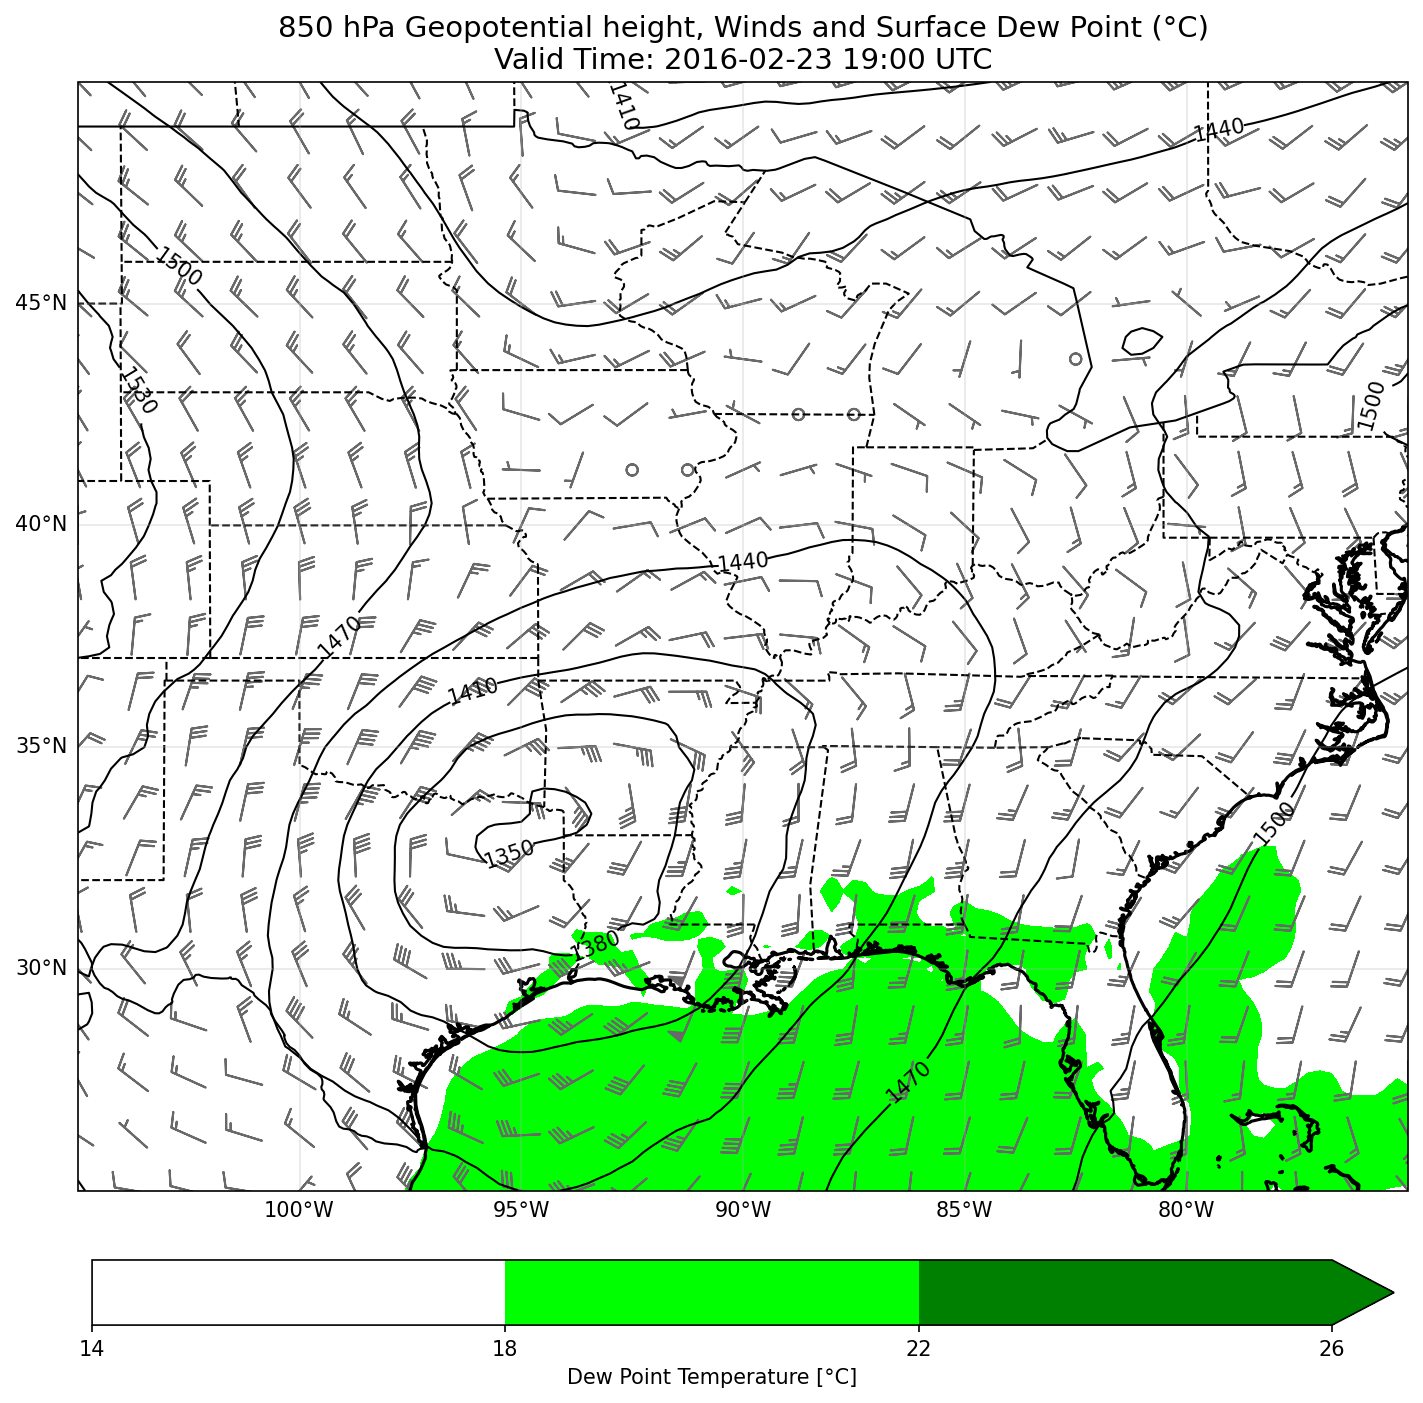 850 hPa Geopotential height, Winds and Surface Dew Point (°C)
Valid Time: 2016-02-23 19:00 UTC
1410
1440
1500
45°N
1530
1500
40°N
1440
1470
1410
35°N
1500
1350
1380
30°N
1470
100°W 95°W 90°W 85°W 80°W
14 18 22 26
Dew Point Temperature [°C]